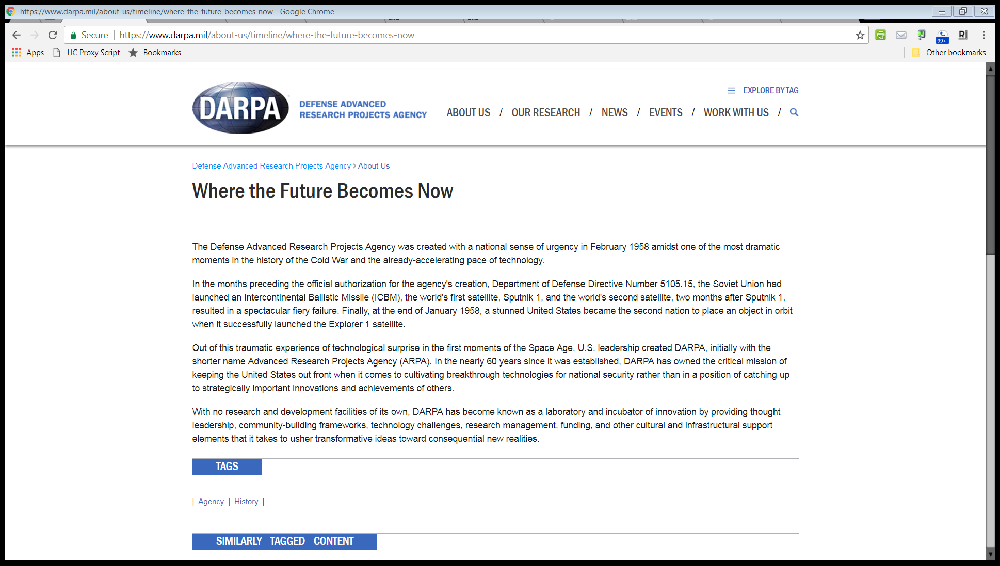 https://www.darpa.mil/about-us/timeline/where-the-future-becomes-now - Google Chrome
Secure https://www.darpa.mil/about-us/timeline/where-the-future-becomes-now
99+
R
Apps UC Proxy Script Bookmarks Other bookmarks
EXPLORE BY TAG
DARPA
DEFENSE ADVANCED
RESEARCH PROJECTS AGENCY
ABOUT US / OUR RESEARCH / NEWS / EVENTS / WORK WITH US /
Defense Advanced Research Projects Agency › About Us
Where the Future Becomes Now
The Defense Advanced Research Projects Agency was created with a national sense of urgency in February 1958 amidst one of the most dramatic
moments in the history of the Cold War and the already-accelerating pace of technology.
In the months preceding the official authorization for the agency's creation, Department of Defense Directive Number 5105.15, the Soviet Union had
launched an Intercontinental Ballistic Missile (ICBM), the world's first satellite, Sputnik 1, and the world's second satellite, two months after Sputnik 1,
resulted in a spectacular fiery failure. Finally, at the end of January 1958, a stunned United States became the second nation to place an object in orbit
when it successfully launched the Explorer 1 satellite.
Out of this traumatic experience of technological surprise in the first moments of the Space Age, U.S. leadership created DARPA, initially with the
shorter name Advanced Research Projects Agency (ARPA). In the nearly 60 years since it was established, DARPA has owned the critical mission of
keeping the United States out front when it comes to cultivating breakthrough technologies for national security rather than in a position of catching up
to strategically important innovations and achievements of others.
With no research and development facilities of its own, DARPA has become known as a laboratory and incubator of innovation by providing thought
leadership, community-building frameworks, technology challenges, research management, funding, and other cultural and infrastructural support
elements that it takes to usher transformative ideas toward consequential new realities.
TAGS
| Agency | History |
SIMILARLY TAGGED CONTENT